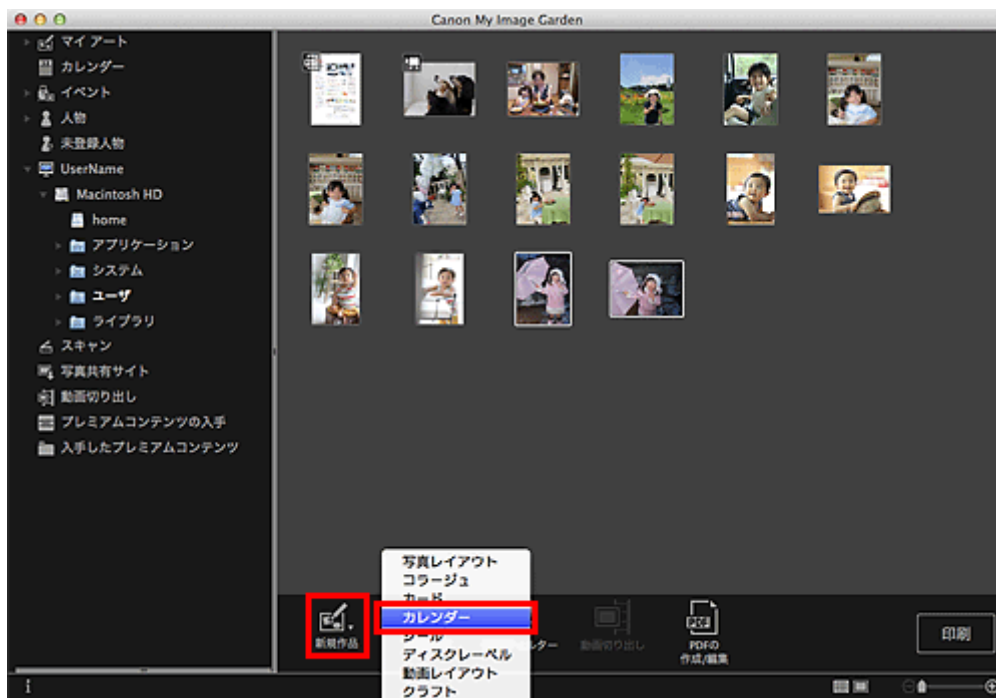 Canon My Image Garden
マイ アート
カレンダー
イベント
人物
未登録人物
UserName
Macintosh HD
home
アプリケーション
システム
ユーザ
ライブラリ
スキャン
写真共有サイト
動画切り出し
プレミアムコンテンツの入手
入手したプレミアムコンテンツ
写真レイアウト
コラージュ
カード
カレンダー
シール
ディスクレーベル
動画レイアウト
クラフト
新規作品
ルター
動画切り出し
PDF
PDFの
作成/編集
印刷